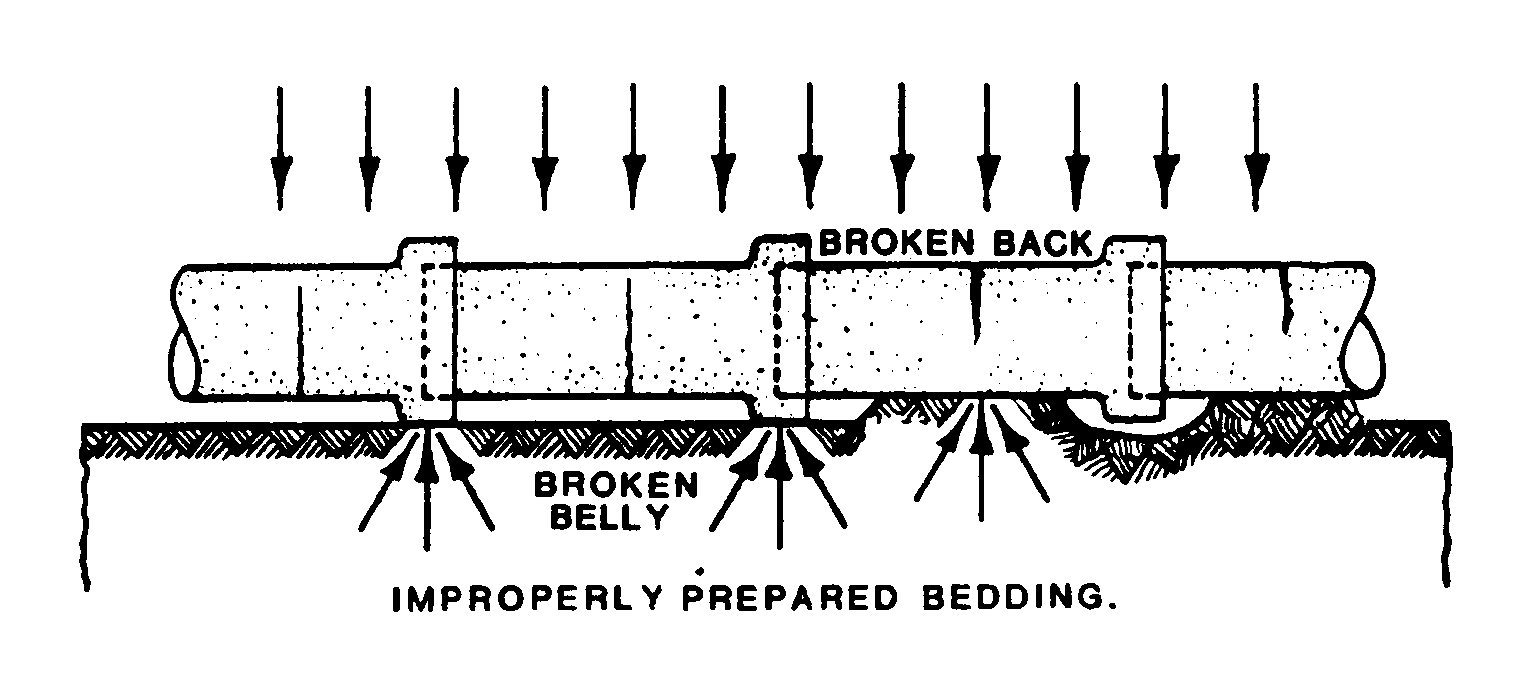 BROKEN BACK
BROKEN
BELLY
IMPROPERLY PREPARED BEDDING.